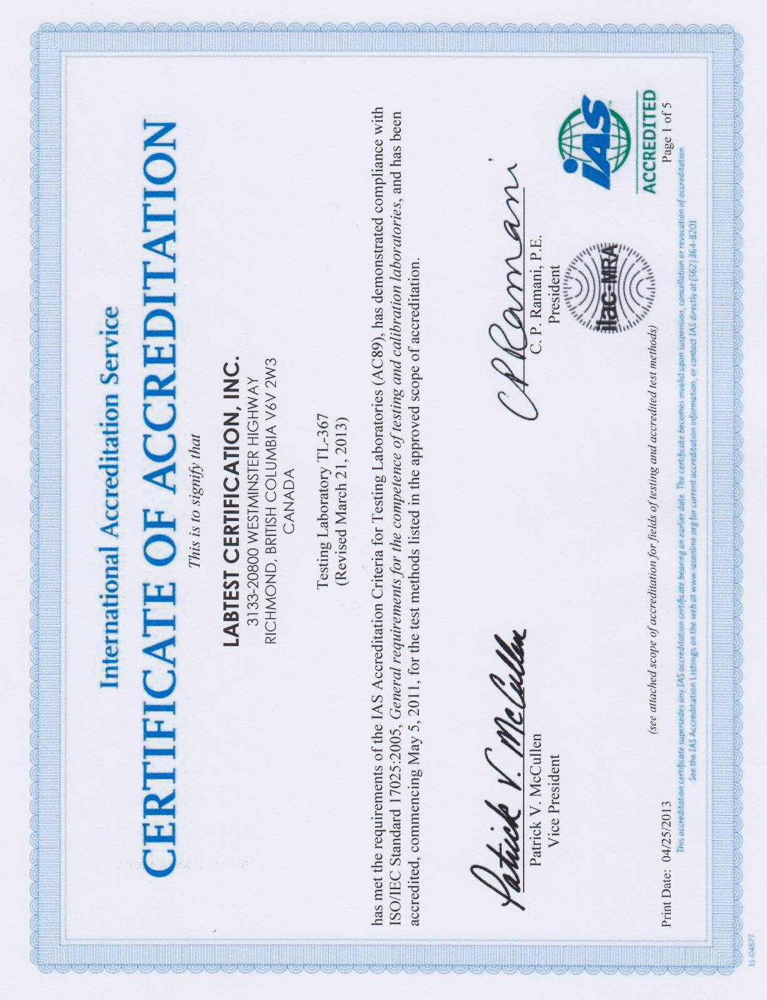 International Accreditation Service
CERTIFICATE OF ACCREDITATION
This is to signify that
LABTEST CERTIFICATION, INC.
3133-20800 WESTMINSTER HIGHWAY
RICHMOND, BRITISH COLUMBIA V6V 2W3
CANADA
Testing Laboratory TL-367
(Revised March 21, 2013)
has met the requirements of the IAS Accreditation Criteria for Testing Laboratories (AC89), has demonstrated compliance with
ISO/IEC Standard 17025:2005, General requirements for the competence of testing and calibration laboratories, and has been
accredited, commencing May 5, 2011, for the test methods listed in the approved scope of accreditation.
Patrick V. McCullen
Patrick V. McCullen
Vice President
C P Ramani
C. P. Ramani, P.E.
President
ilac-MRA
IAS
ACCREDITED
(see attached scope of accreditation for fields of testing and accredited test methods)
Print Date: 04/25/2013
Page 1 of 5
This accreditation certificate supersedes any IAS accreditation certificate bearing an earlier date. The certificate becomes invalid upon suspension, cancellation or revocation of accreditation.
See the IAS Accreditation Listings on the web at www.iasonline.org for current accreditation information, or contact IAS directly at (562) 364-8201
11-04577